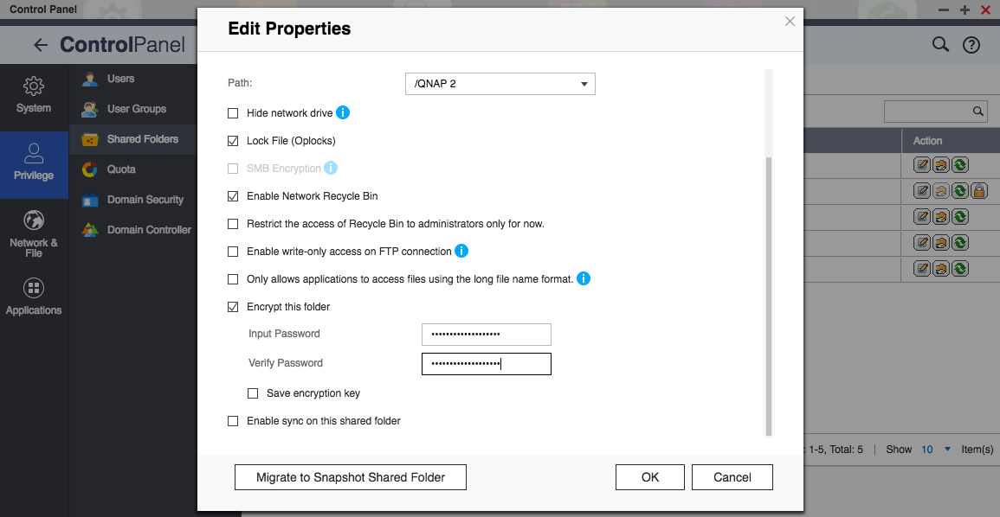 Control Panel
Edit Properties
ControlPanel
System
Privilege
Network &
File
Applications
Users
User Groups
Shared Folders
Quota
Domain Security
Domain Controller
Path:
/QNAP 2
Hide network drive
Lock File (Oplocks)
SMB Encryption
Enable Network Recycle Bin
Restrict the access of Recycle Bin to administrators only for now.
Enable write-only access on FTP connection
Only allows applications to access files using the long file name format.
Encrypt this folder
Input Password •••••••••••••••••••
Verify Password •••••••••••••••••••
Save encryption key
Enable sync on this shared folder
Migrate to Snapshot Shared Folder
OK
Cancel
Action
: 1-5, Total: 5 | Show 10 Item(s)